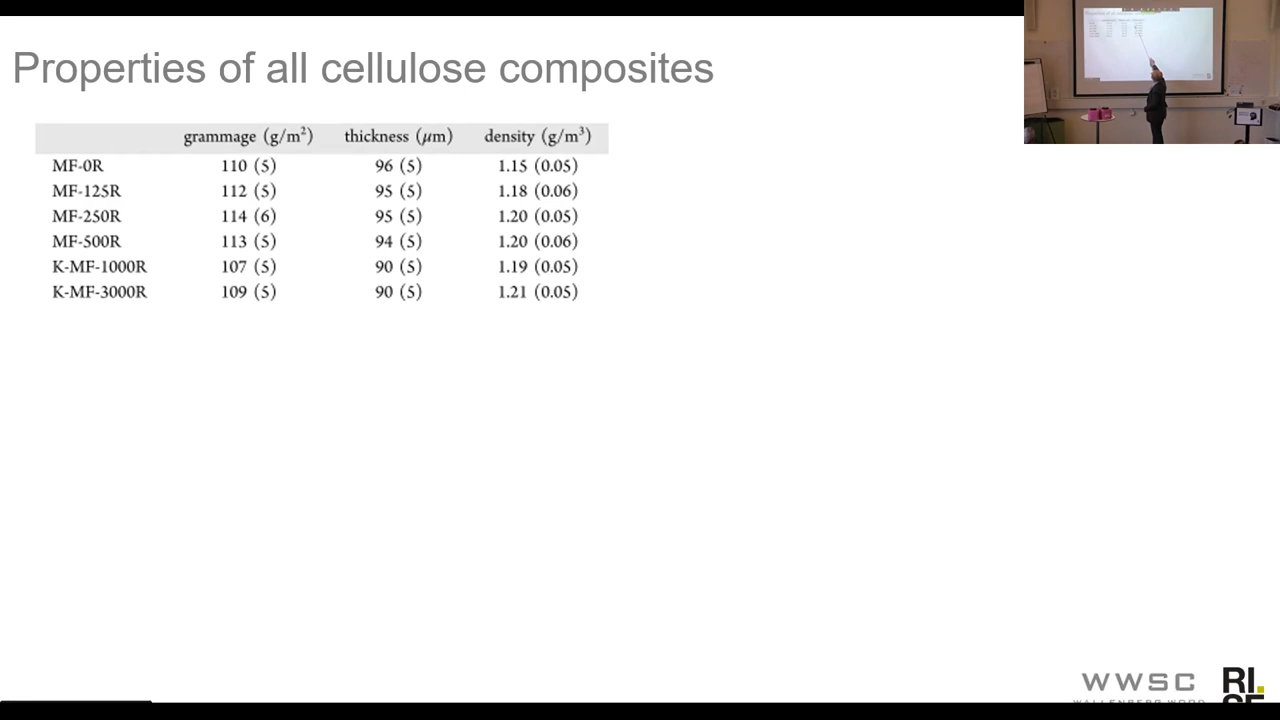 Properties of all cellulose composites
grammage (g/m²) thickness (μm) density (g/m³)
MF-0R 110 (5) 96 (5) 1.15 (0.05)
MF-125R 112 (5) 95 (5) 1.18 (0.06)
MF-250R 114 (6) 95 (5) 1.20 (0.05)
MF-500R 113 (5) 94 (5) 1.20 (0.06)
K-MF-1000R 107 (5) 90 (5) 1.19 (0.05)
K-MF-3000R 109 (5) 90 (5) 1.21 (0.05)
WWSC
WALLENBERG WOOD
RI.
SE